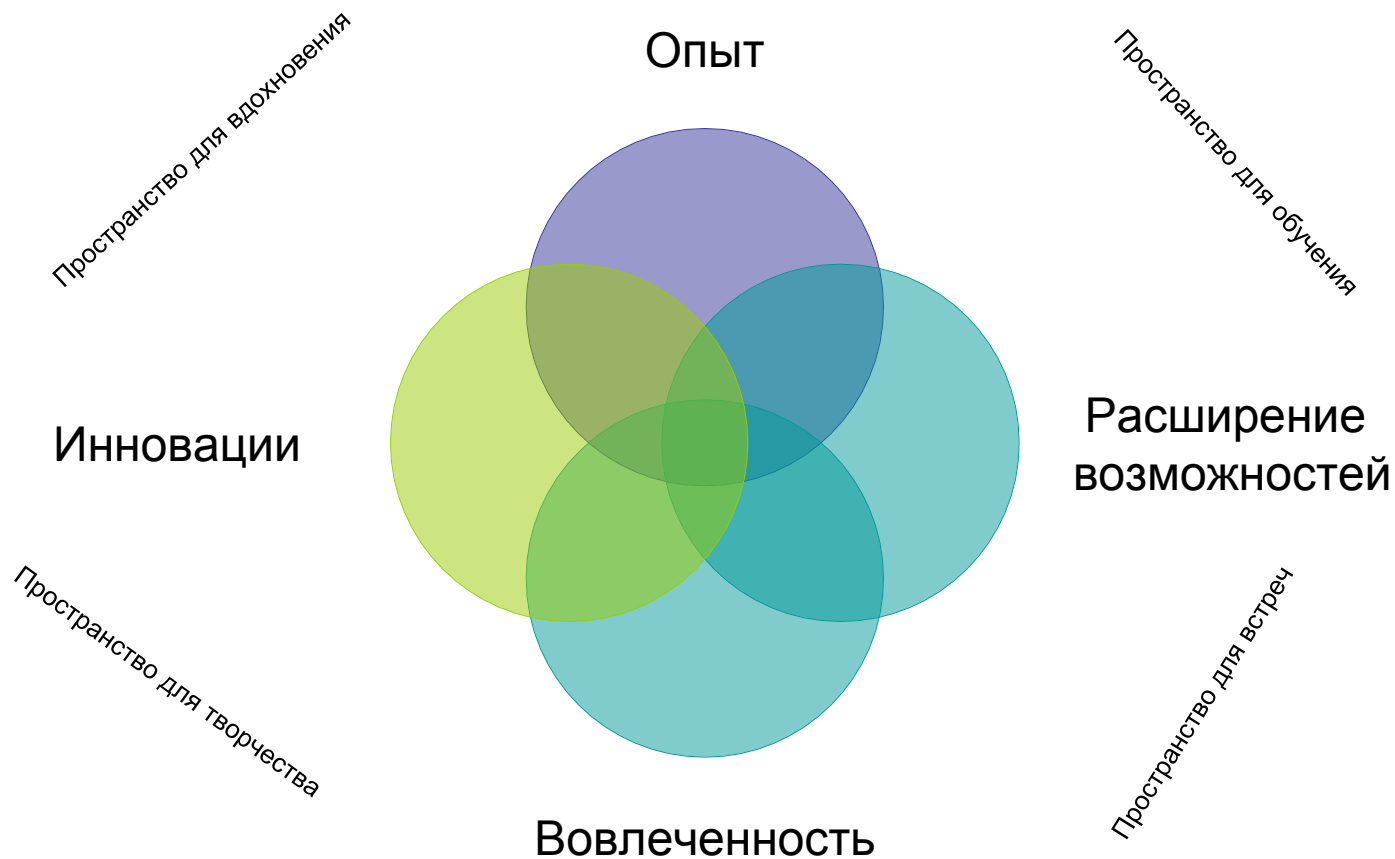 Пространство для вдохновения
Опыт
Пространство для обучения
Инновации
Расширение
возможностей
Пространство для творчества
Пространство для встреч
Вовлеченность